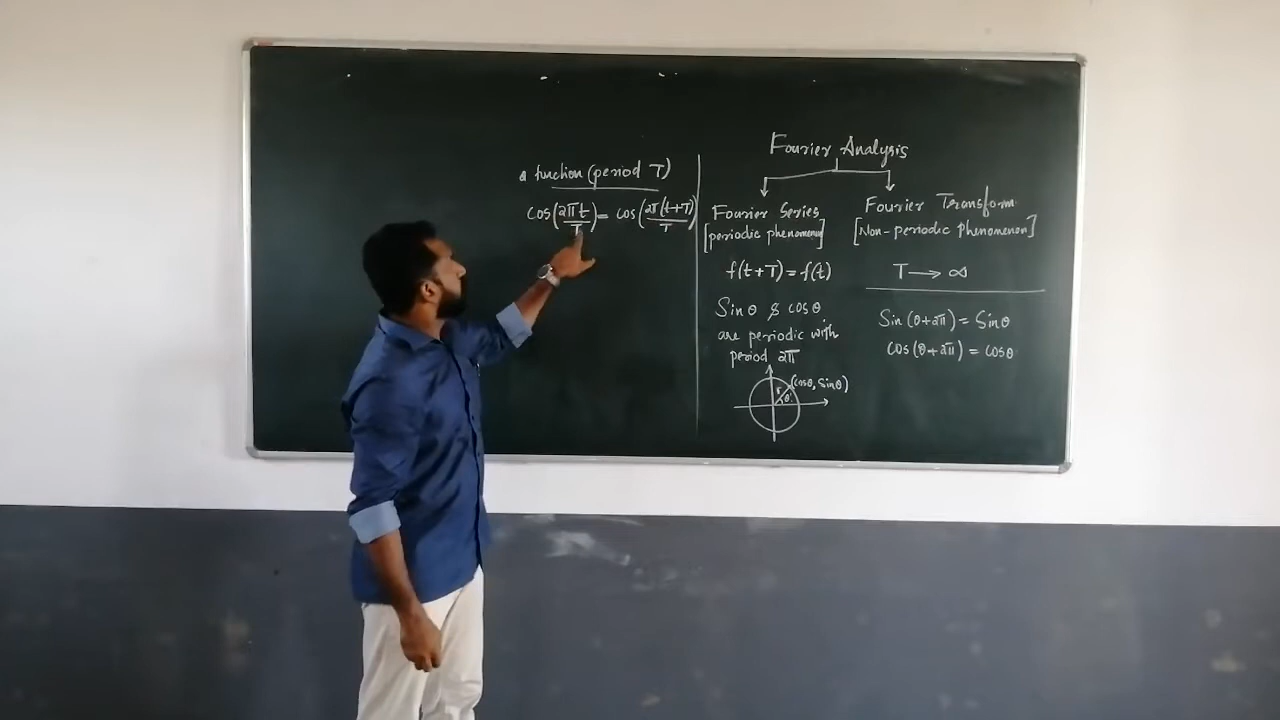 a function (period T)
cos(2πt/T) = cos(2π(t+T)/T)
Fourier Analysis
Fourier Series
[periodic phenomenon]
f(t+T) = f(t)
Sinθ & cosθ
are periodic with
period 2π
(cosθ, sinθ)
r
θ
Fourier Transform
[Non-periodic phenomenon]
T → ∞
Sin(θ+2π) = Sinθ
cos(θ+2π) = cosθ